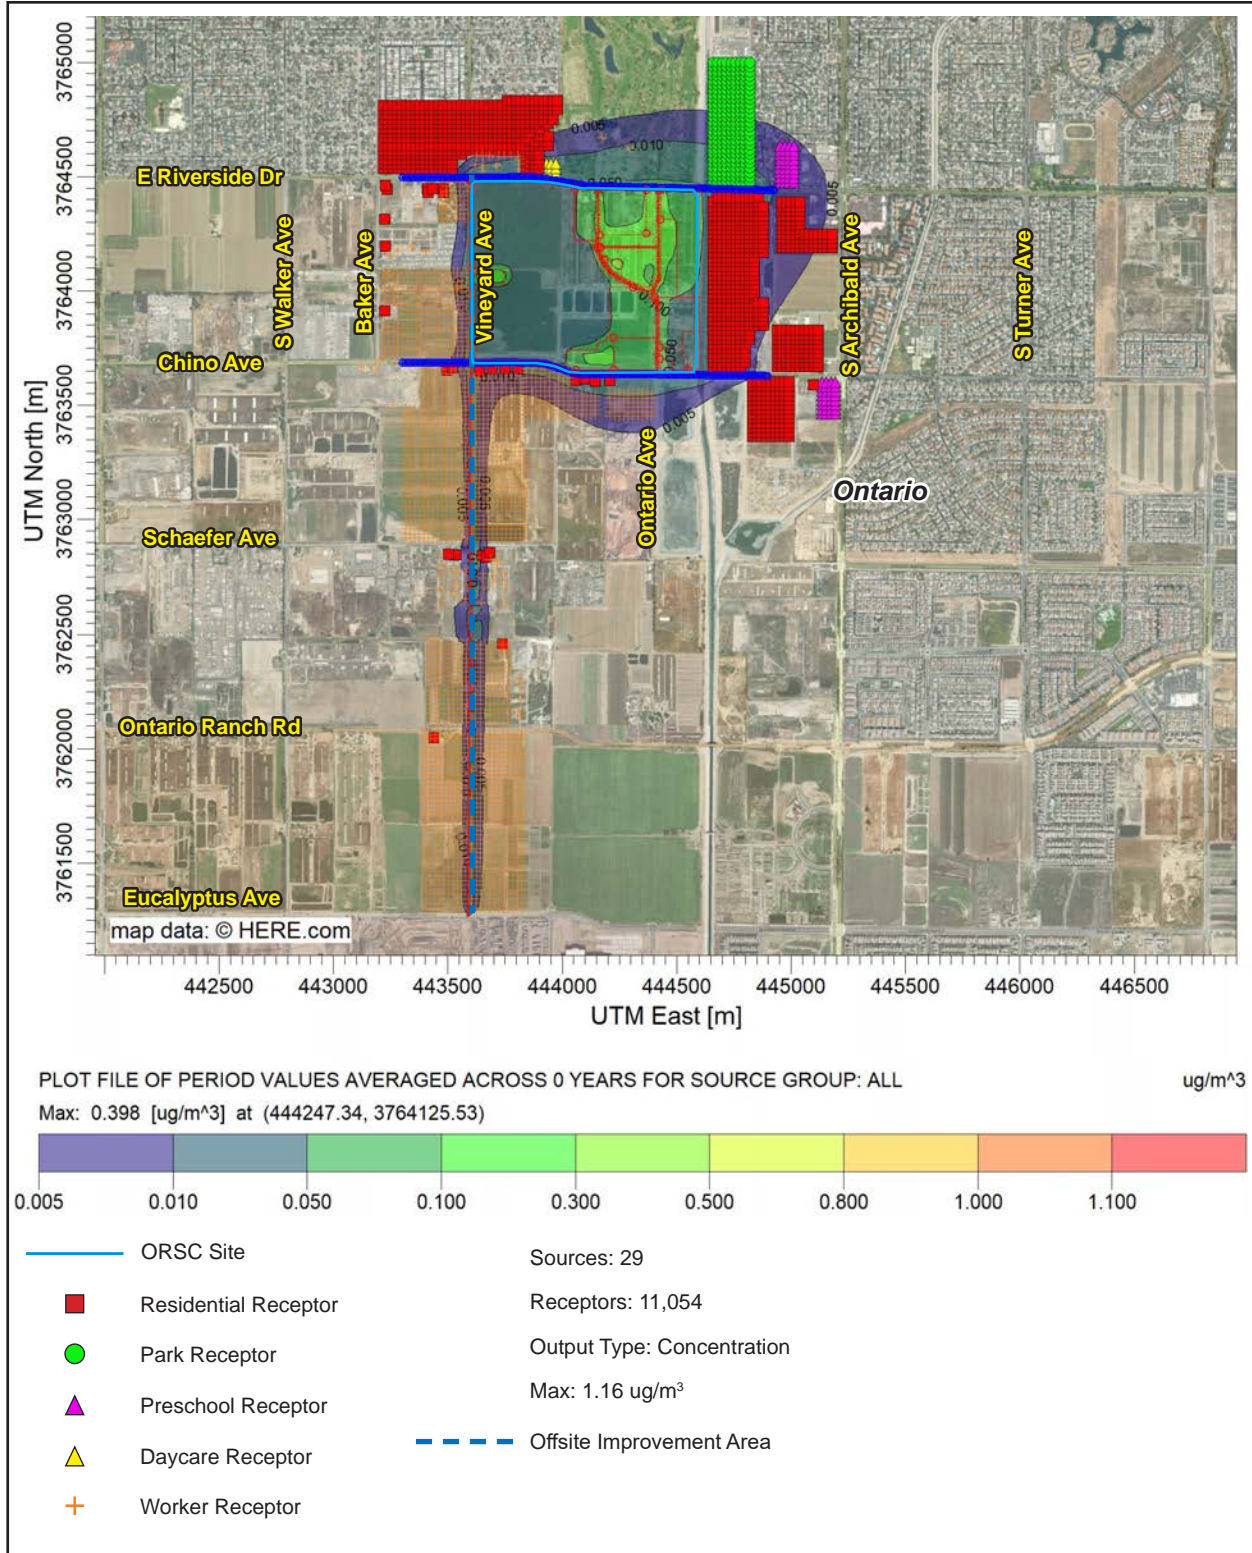 3765000
3764500
3764000
3763500
3763000
3762500
3762000
3761500
UTM North [m]
0.005
0.010
0.050
E Riverside Dr
S Walker Ave
Baker Ave
Vineyard Ave
0.005
S Archibald Ave
S Turner Ave
Chino Ave
0.050
0.010
0.005
Ontario Ave
Ontario
Schaefer Ave
Ontario Ranch Rd
Eucalyptus Ave
map data: © HERE.com
442500
443000
443500
444000
444500
445000
445500
446000
446500
UTM East [m]
PLOT FILE OF PERIOD VALUES AVERAGED ACROSS 0 YEARS FOR SOURCE GROUP: ALL
ug/m^3
Max: 0.398 [ug/m^3] at (444247.34, 3764125.53)
0.005
0.010
0.050
0.100
0.300
0.500
0.800
1.000
1.100
ORSC Site
Residential Receptor
Park Receptor
Preschool Receptor
Daycare Receptor
Worker Receptor
Sources: 29
Receptors: 11,054
Output Type: Concentration
Max: 1.16 ug/m³
Offsite Improvement Area